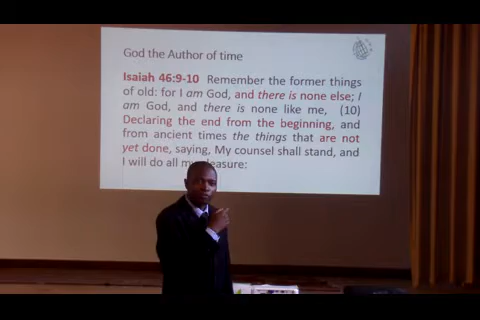 God the Author of time
Isaiah 46:9-10 Remember the former things
of old: for I am God, and there is none else; I
am God, and there is none like me, (10)
Declaring the end from the beginning, and
from ancient times the things that are not
yet done, saying, My counsel shall stand, and
I will do all my pleasure: